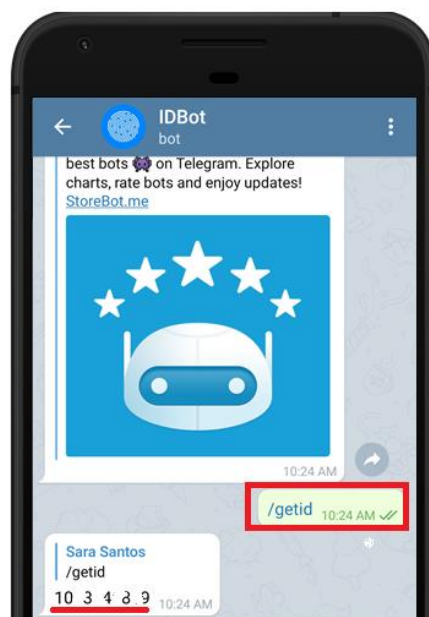 IDBot
bot
best bots 👾 on Telegram. Explore
charts, rate bots and enjoy updates!
StoreBot.me
10:24 AM
/getid 10:24 AM
Sara Santos
/getid
10:24 AM